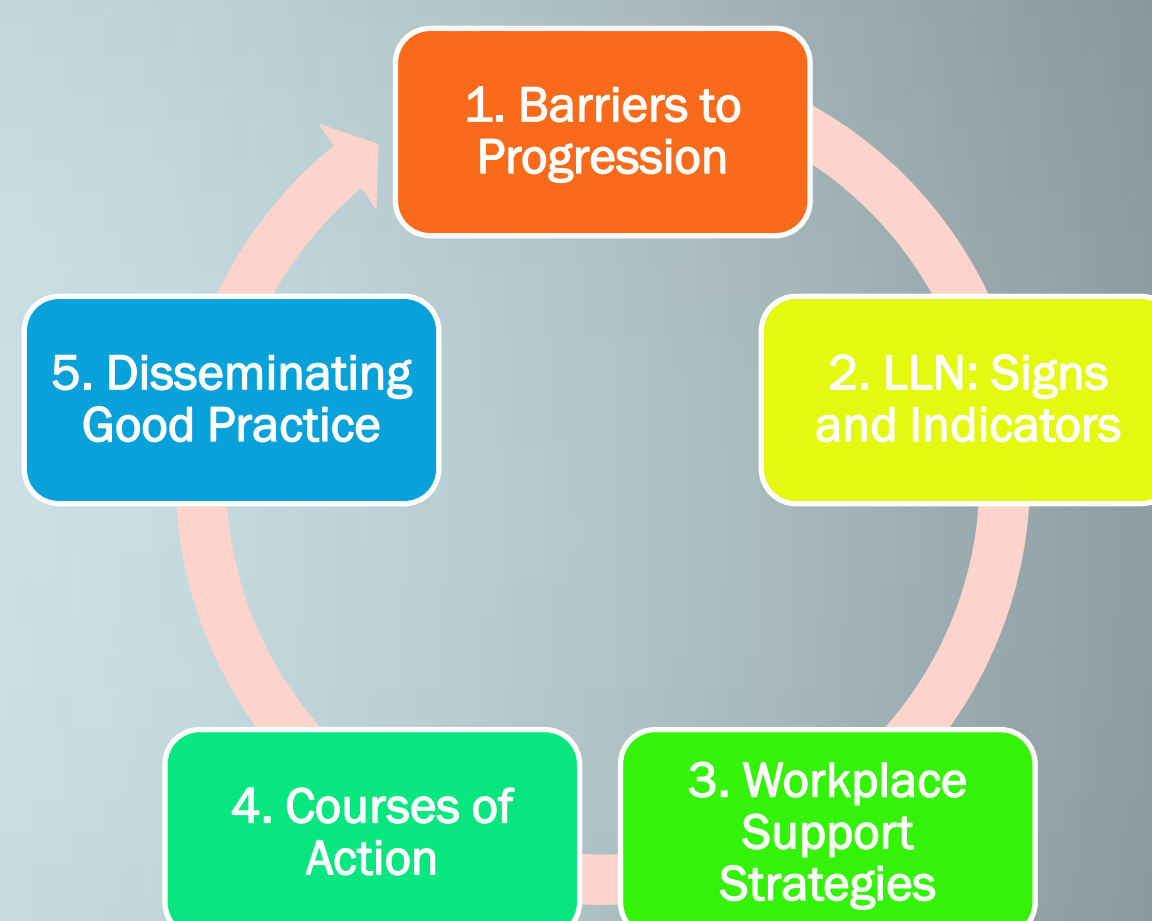 1. Barriers to
Progression
2. LLN: Signs
and Indicators
3. Workplace
Support
Strategies
4. Courses of
Action
5. Disseminating
Good Practice